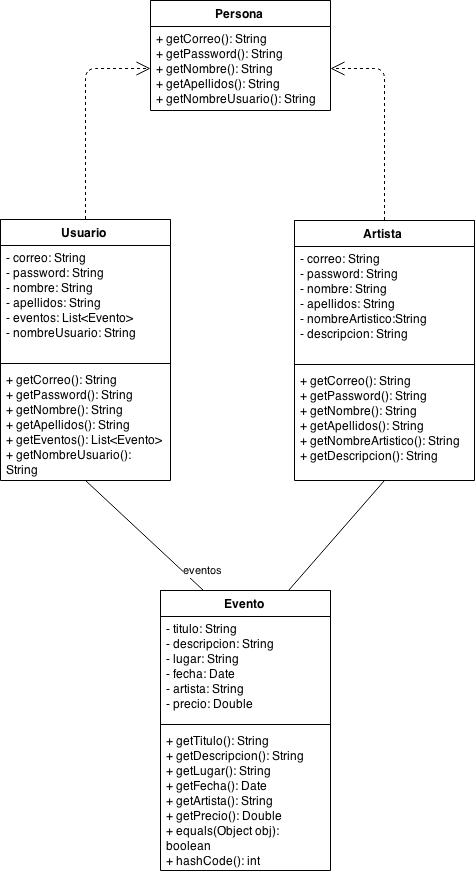 Persona
+ getCorreo(): String
+ getPassword(): String
+ getNombre(): String
+ getApellidos(): String
+ getNombreUsuario(): String
Usuario
- correo: String
- password: String
- nombre: String
- apellidos: String
- eventos: List<Evento>
- nombreUsuario: String
+ getCorreo(): String
+ getPassword(): String
+ getNombre(): String
+ getApellidos(): String
+ getEventos(): List<Evento>
+ getNombreUsuario():
String
Artista
- correo: String
- password: String
- nombre: String
- apellidos: String
- nombreArtistico:String
- descripcion: String
+ getCorreo(): String
+ getPassword(): String
+ getNombre(): String
+ getApellidos(): String
+ getNombreArtistico(): String
+ getDescripcion(): String
eventos
Evento
- titulo: String
- descripcion: String
- lugar: String
- fecha: Date
- artista: String
- precio: Double
+ getTitulo(): String
+ getDescripcion(): String
+ getLugar(): String
+ getFecha(): Date
+ getArtista(): String
+ getPrecio(): Double
+ equals(Object obj):
boolean
+ hashCode(): int